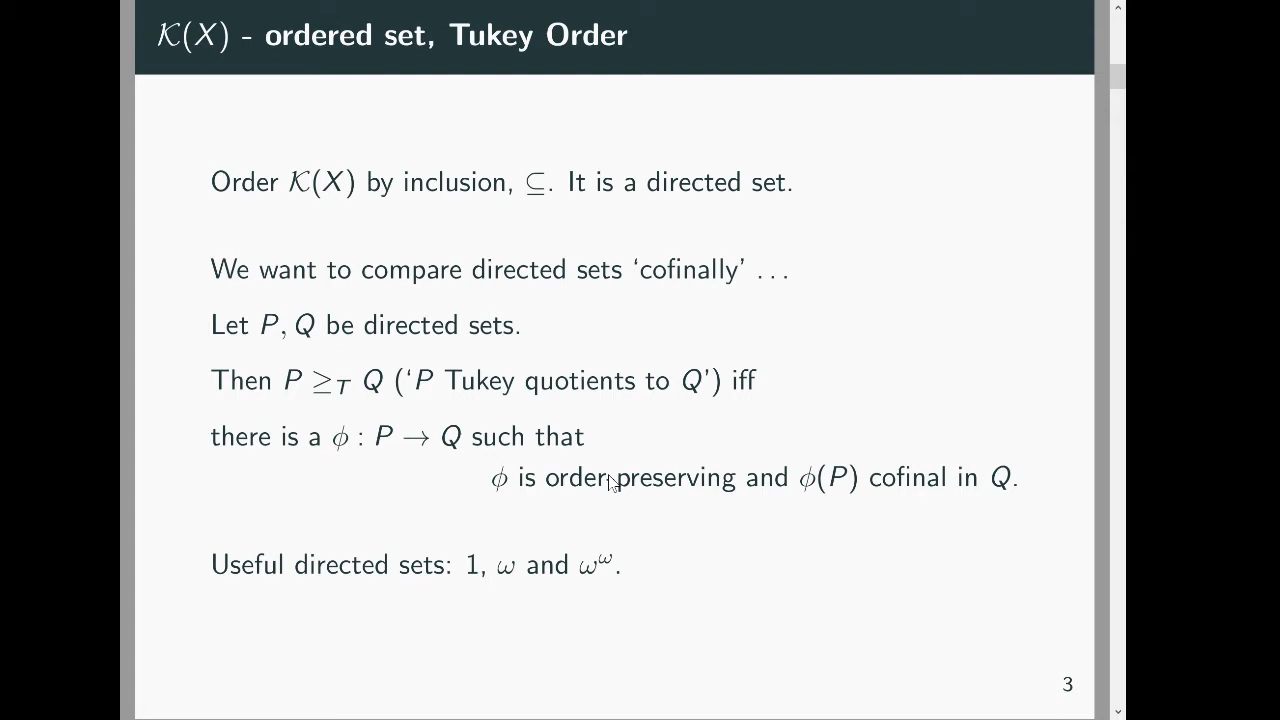 𝒦(X) - ordered set, Tukey Order
Order 𝒦(X) by inclusion, ⊆. It is a directed set.
We want to compare directed sets ‘cofinally’ . . .
Let P, Q be directed sets.
Then P ≥_T Q (‘P Tukey quotients to Q’) iff
there is a ϕ : P → Q such that
ϕ is order-preserving and ϕ(P) cofinal in Q.
Useful directed sets: 1, ω and ω^ω.
3